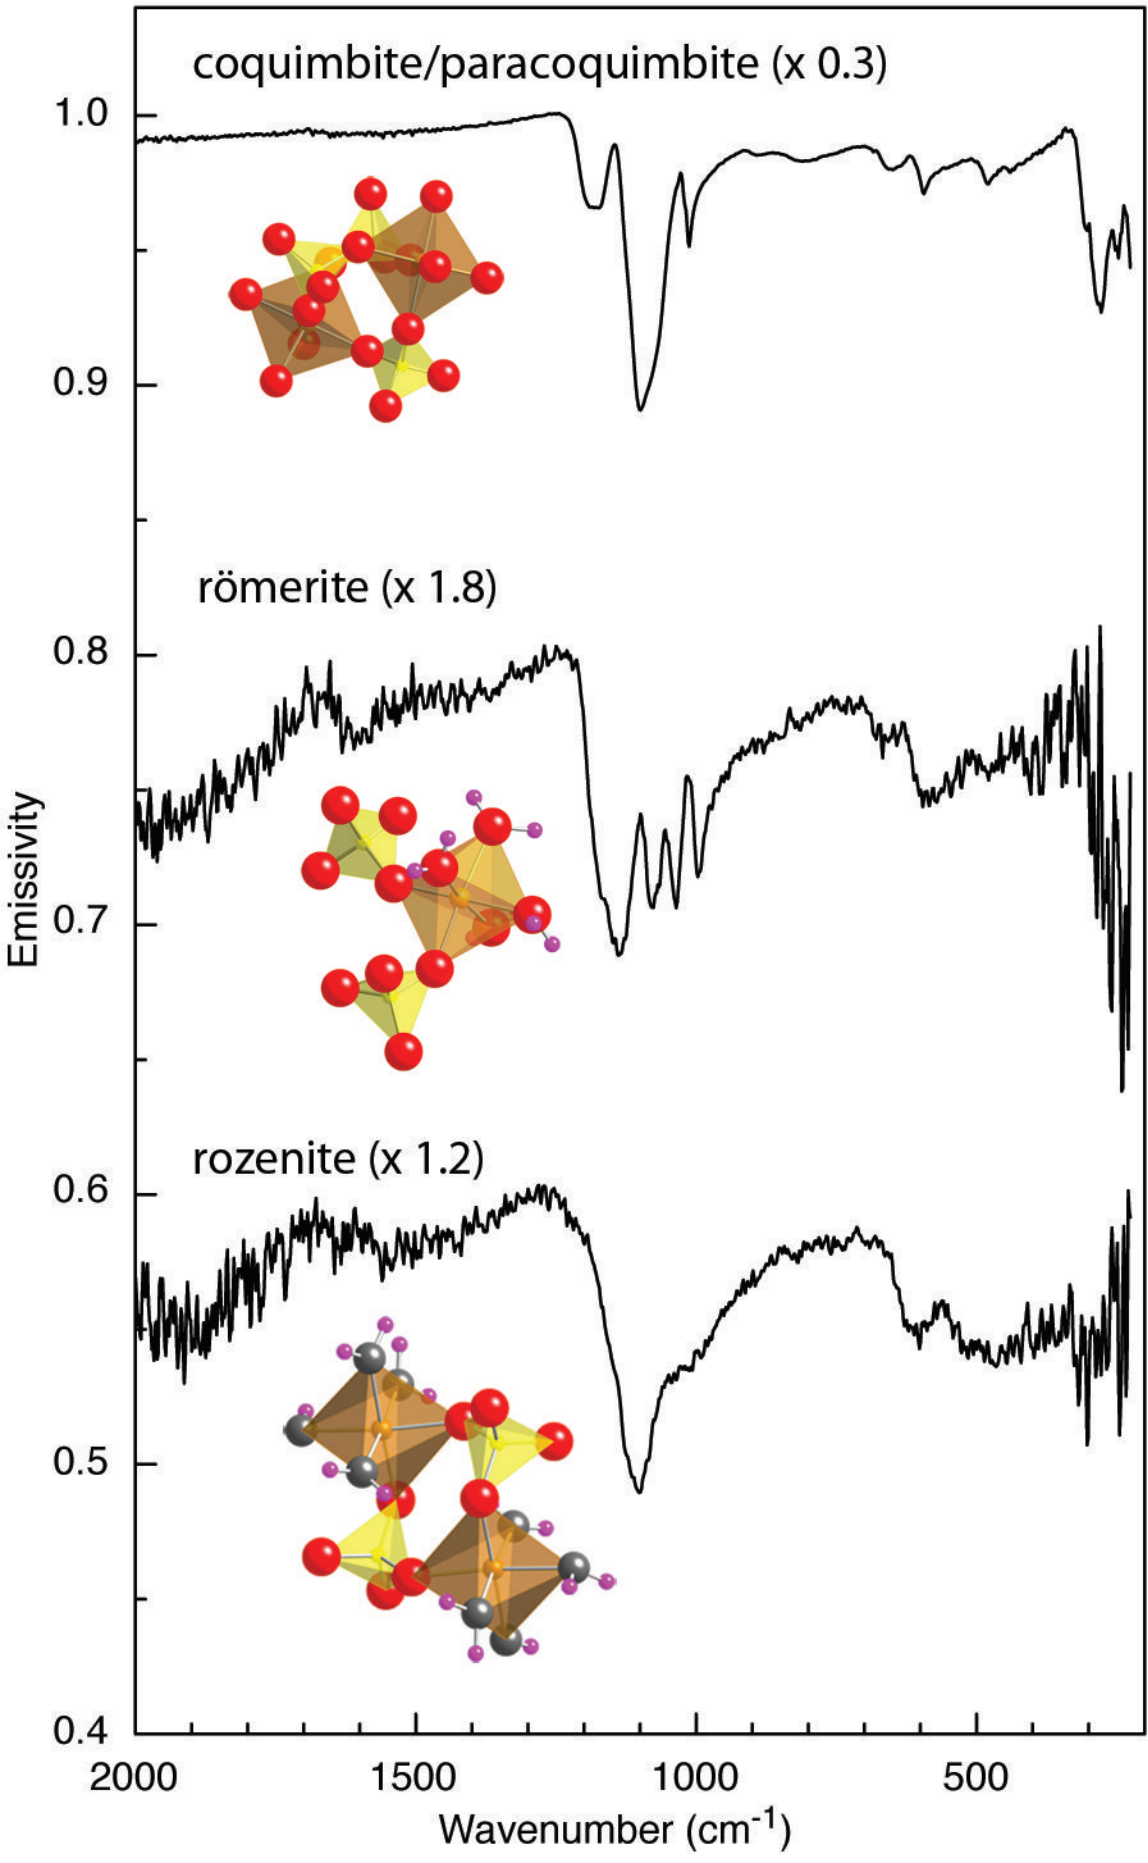 coquimbite/paracoquimbite (x 0.3)
1.0
0.9
römerite (x 1.8)
0.8
Emissivity
0.7
rozenite (x 1.2)
0.6
0.5
0.4
2000 1500 1000 500
Wavenumber (cm⁻¹)